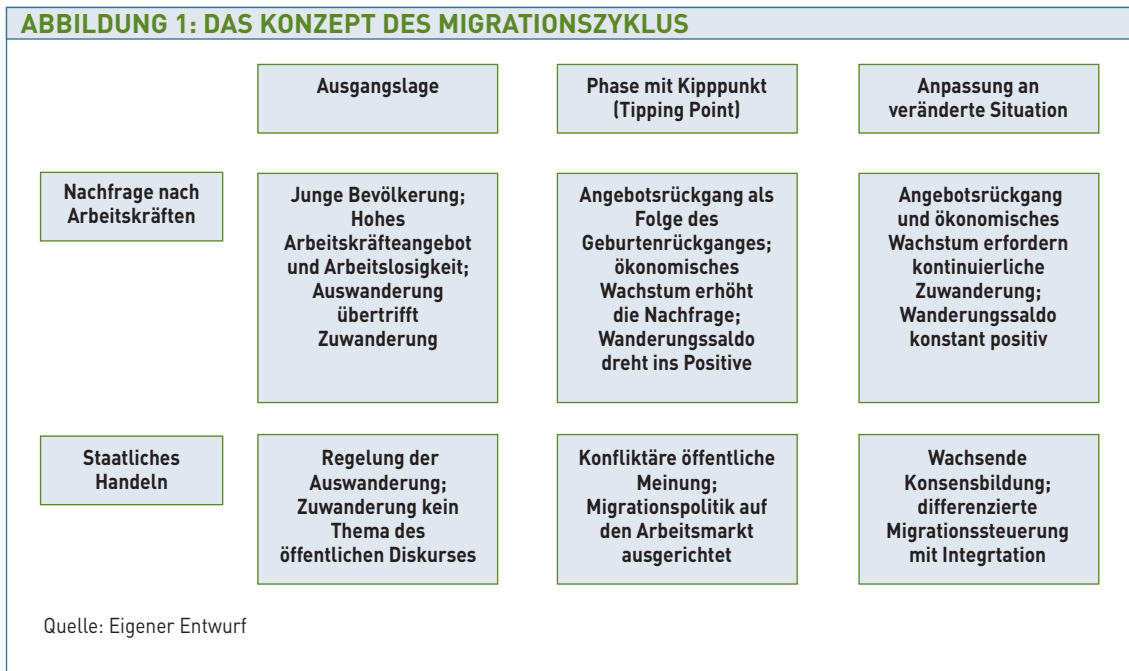 ABBILDUNG 1: DAS KONZEPT DES MIGRATIONSZYKLUS
Ausgangslage
Phase mit Kipppunkt
(Tipping Point)
Anpassung an
veränderte Situation
Nachfrage nach
Arbeitskräften
Junge Bevölkerung;
Hohes
Arbeitskräfteangebot
und Arbeitslosigkeit;
Auswanderung
übertrifft
Zuwanderung
Angebotsrückgang als
Folge des
Geburtenrückganges;
ökonomisches
Wachstum erhöht
die Nachfrage;
Wanderungssaldo
dreht ins Positive
Angebotsrückgang
und ökonomisches
Wachstum erfordern
kontinuierliche
Zuwanderung;
Wanderungssaldo
konstant positiv
Staatliches
Handeln
Regelung der
Auswanderung;
Zuwanderung kein
Thema des
öffentlichen Diskurses
Konfliktäre öffentliche
Meinung;
Migrationspolitik auf
den Arbeitsmarkt
ausgerichtet
Wachsende
Konsensbildung;
differenzierte
Migrationssteuerung
mit Integrtation
Quelle: Eigener Entwurf